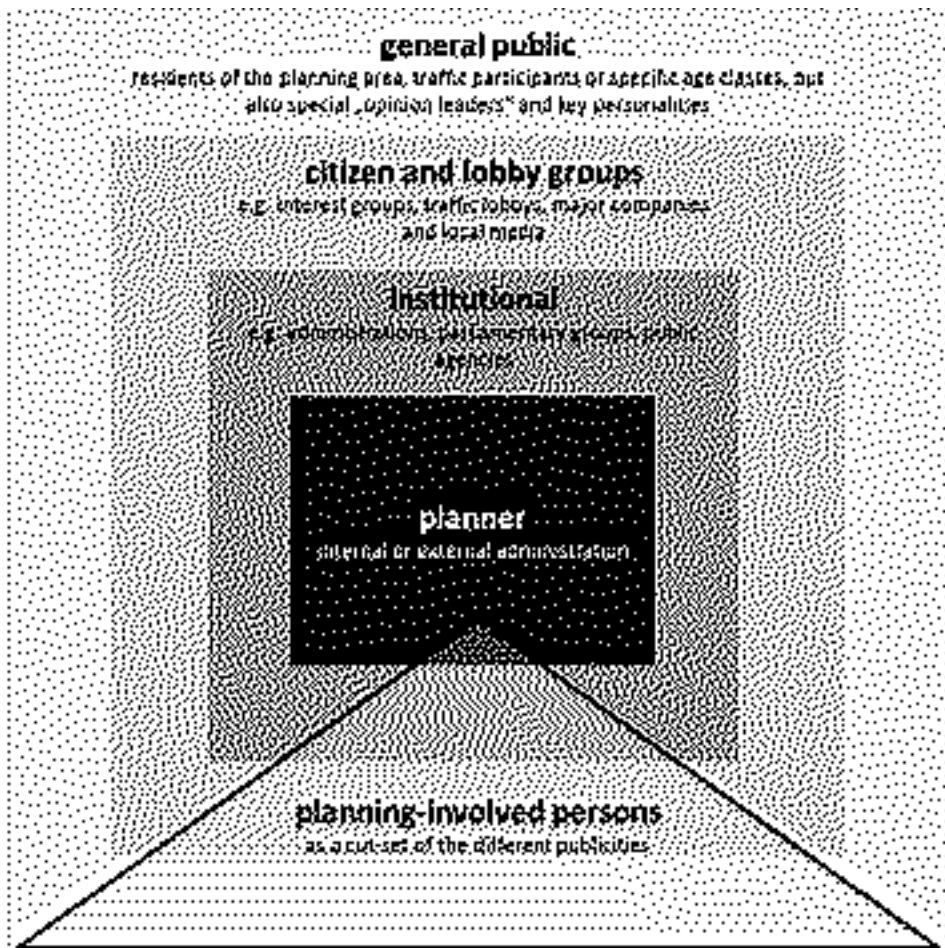 general public
residents of the planning area, traffic participants or specific age classes, but
also special „opinion leaders“ and key personalities
citizen and lobby groups
e.g. interest groups, traffic lobbys, major companies
and local media
institutional
e.g. administrations, parliamentary groups, public
agencies
planner
internal or external administration
planning-involved persons
as a cut-set of the different publicities